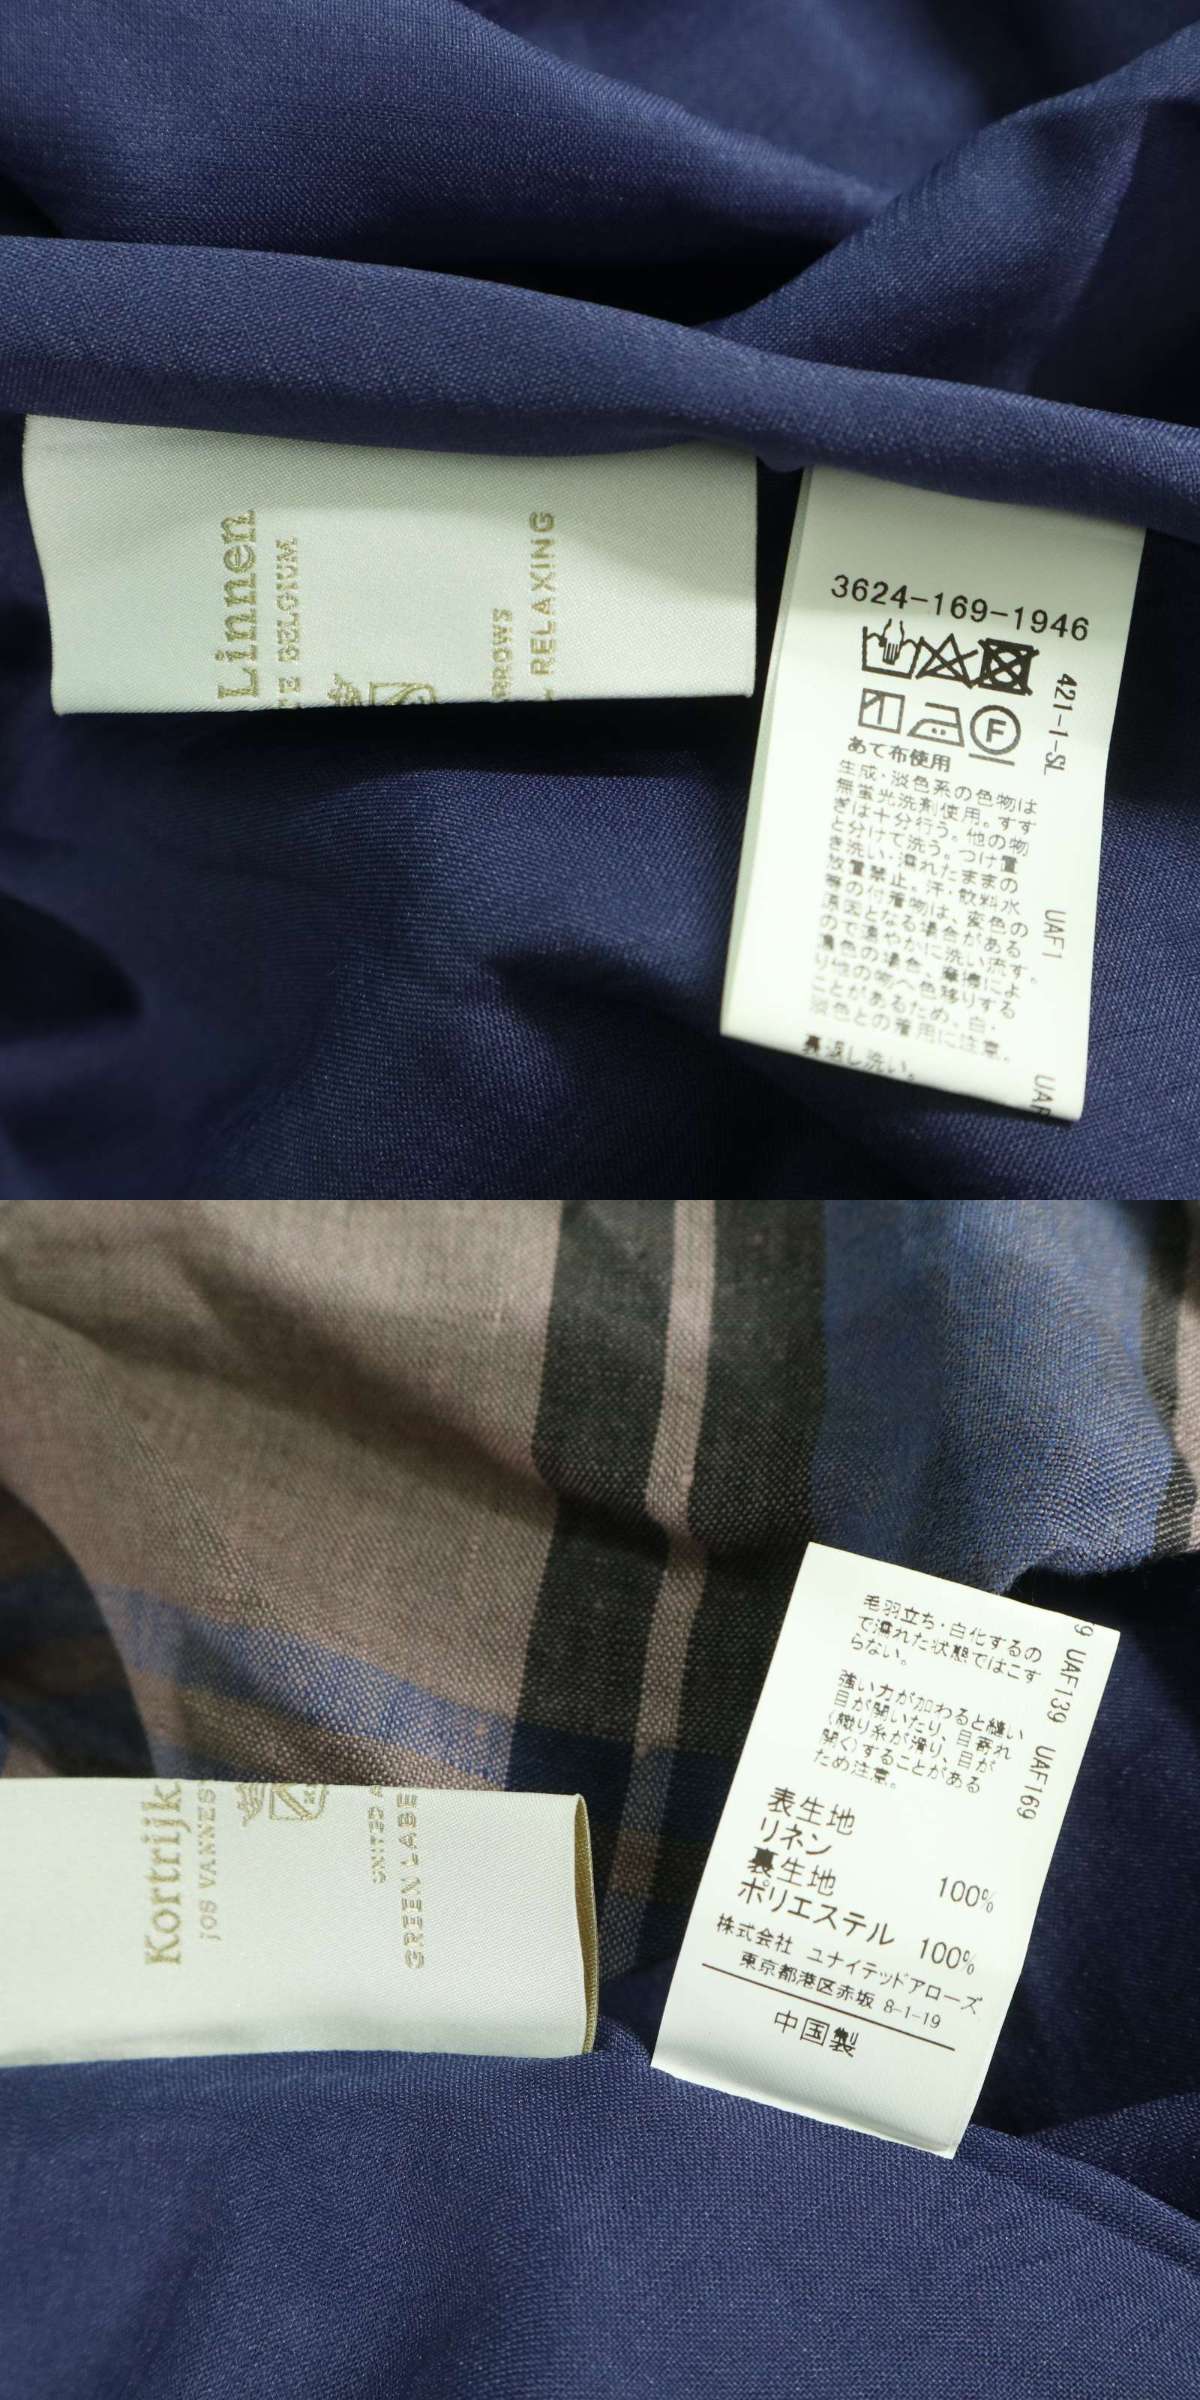 Linnen
BELGIUM
RROWS
RELAXING
3624-169-1946
421-1-SL
F
あて布使用
生成・淡色系の色物は
無蛍光洗剤使用。すす
ぎは十分行う。他の物
と分けて洗う。つけ置
き洗い・濡れたままの
放置禁止。汗・飲料水
等の付着物は、変色の
原因となる場合がある
ので速やかに洗い流す。
濃色の場合、摩擦によ
り他の物へ色移りする
ことがあるため、白・
淡色との着用に注意。
裏返し洗い。
UAF1
UAF
Kortrijk
JOS VANNES
UNITED A
GREEN LABE
毛羽立ち・白化するの
で濡れた状態ではこす
らない。
強い力が加わると縫い
目が開いたり、目寄れ
(織り糸が滑り、目が
開く)することがある
ため注意。
9 UAF139 UAF169
表生地
リネン 100%
裏生地
ポリエステル 100%
株式会社 ユナイテッドアローズ
東京都港区赤坂 8-1-19
中国製